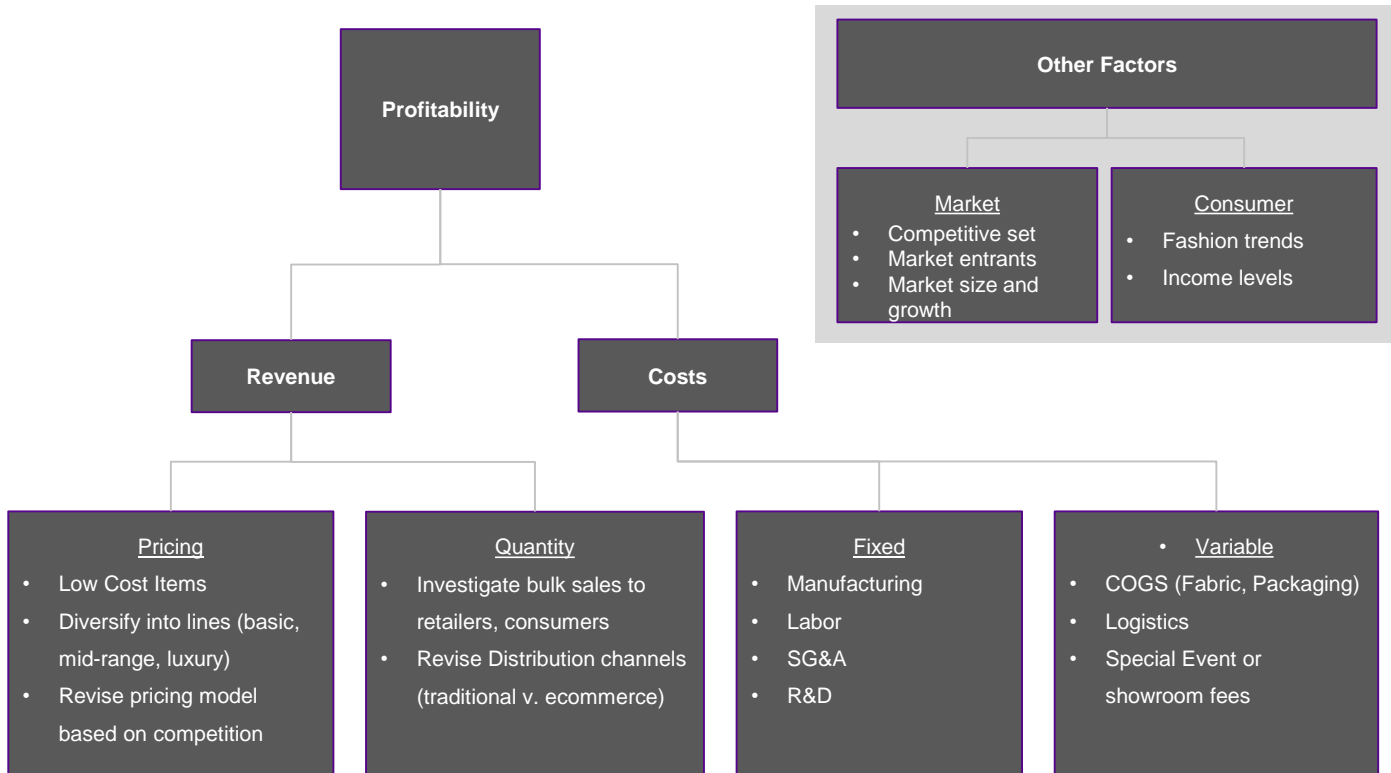 Profitability
Other Factors
Market
• Competitive set
• Market entrants
• Market size and
growth
Consumer
• Fashion trends
• Income levels
Revenue
Costs
Pricing
• Low Cost Items
• Diversify into lines (basic,
mid-range, luxury)
• Revise pricing model
based on competition
Quantity
• Investigate bulk sales to
retailers, consumers
• Revise Distribution channels
(traditional v. ecommerce)
Fixed
• Manufacturing
• Labor
• SG&A
• R&D
• Variable
• COGS (Fabric, Packaging)
• Logistics
• Special Event or
showroom fees